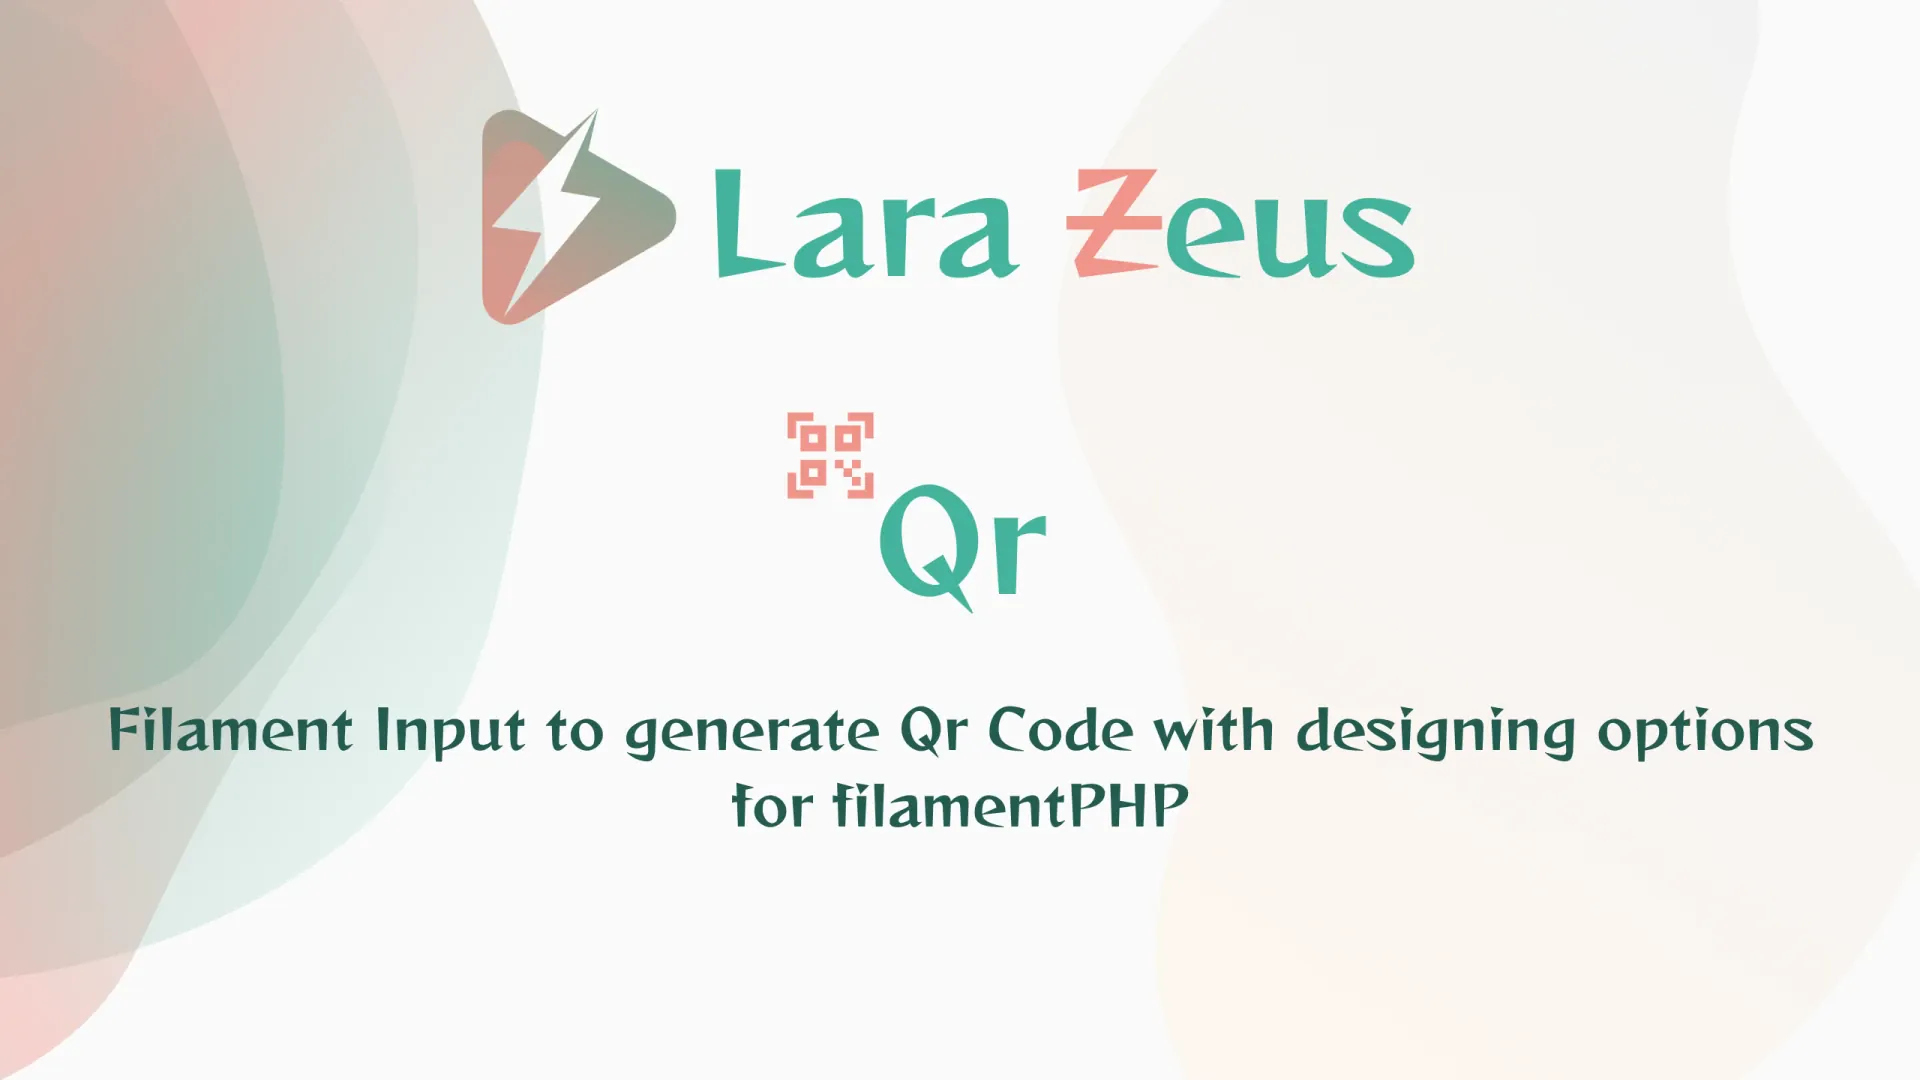 Lara Zeus
Qr
Filament Input to generate Qr Code with designing options
for filamentPHP